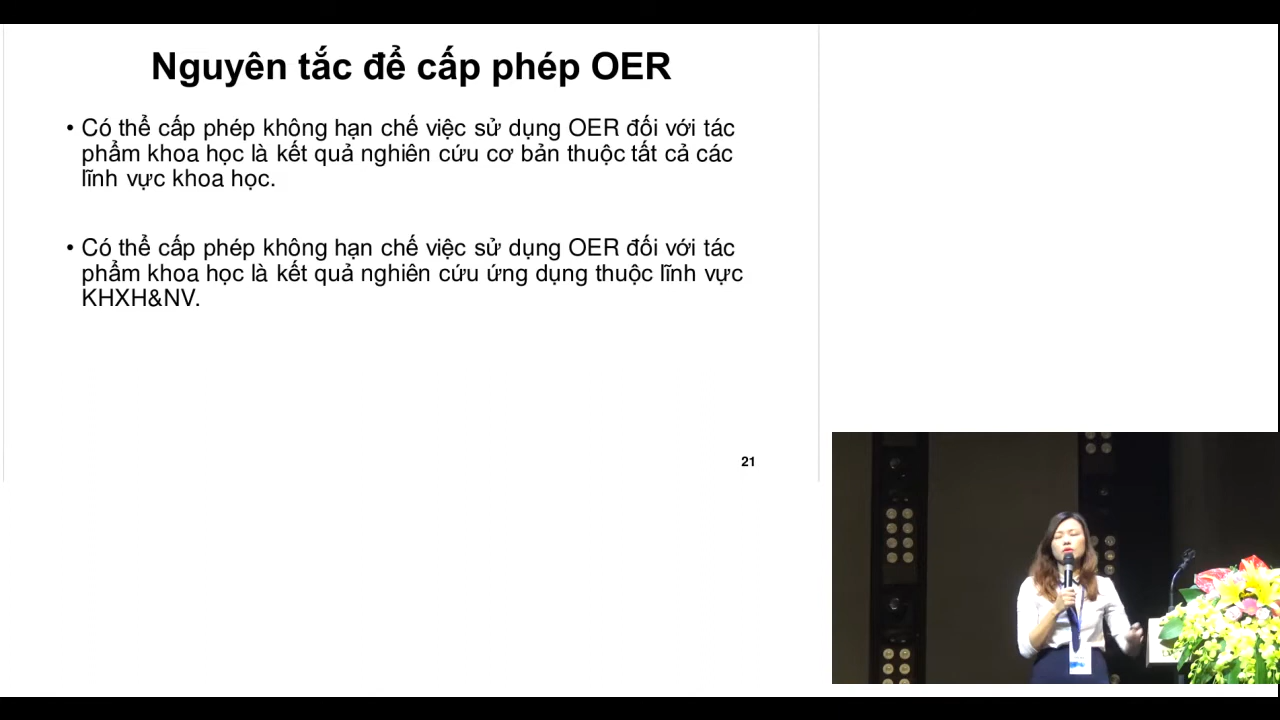 Nguyên tắc để cấp phép OER
• Có thể cấp phép không hạn chế việc sử dụng OER đối với tác
phẩm khoa học là kết quả nghiên cứu cơ bản thuộc tất cả các
lĩnh vực khoa học.
• Có thể cấp phép không hạn chế việc sử dụng OER đối với tác
phẩm khoa học là kết quả nghiên cứu ứng dụng thuộc lĩnh vực
KHXH&NV.
21